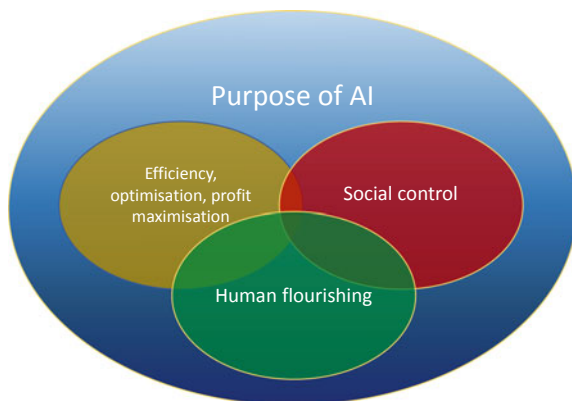 Purpose of AI
Efficiency,
optimisation, profit
maximisation
Social control
Human flourishing